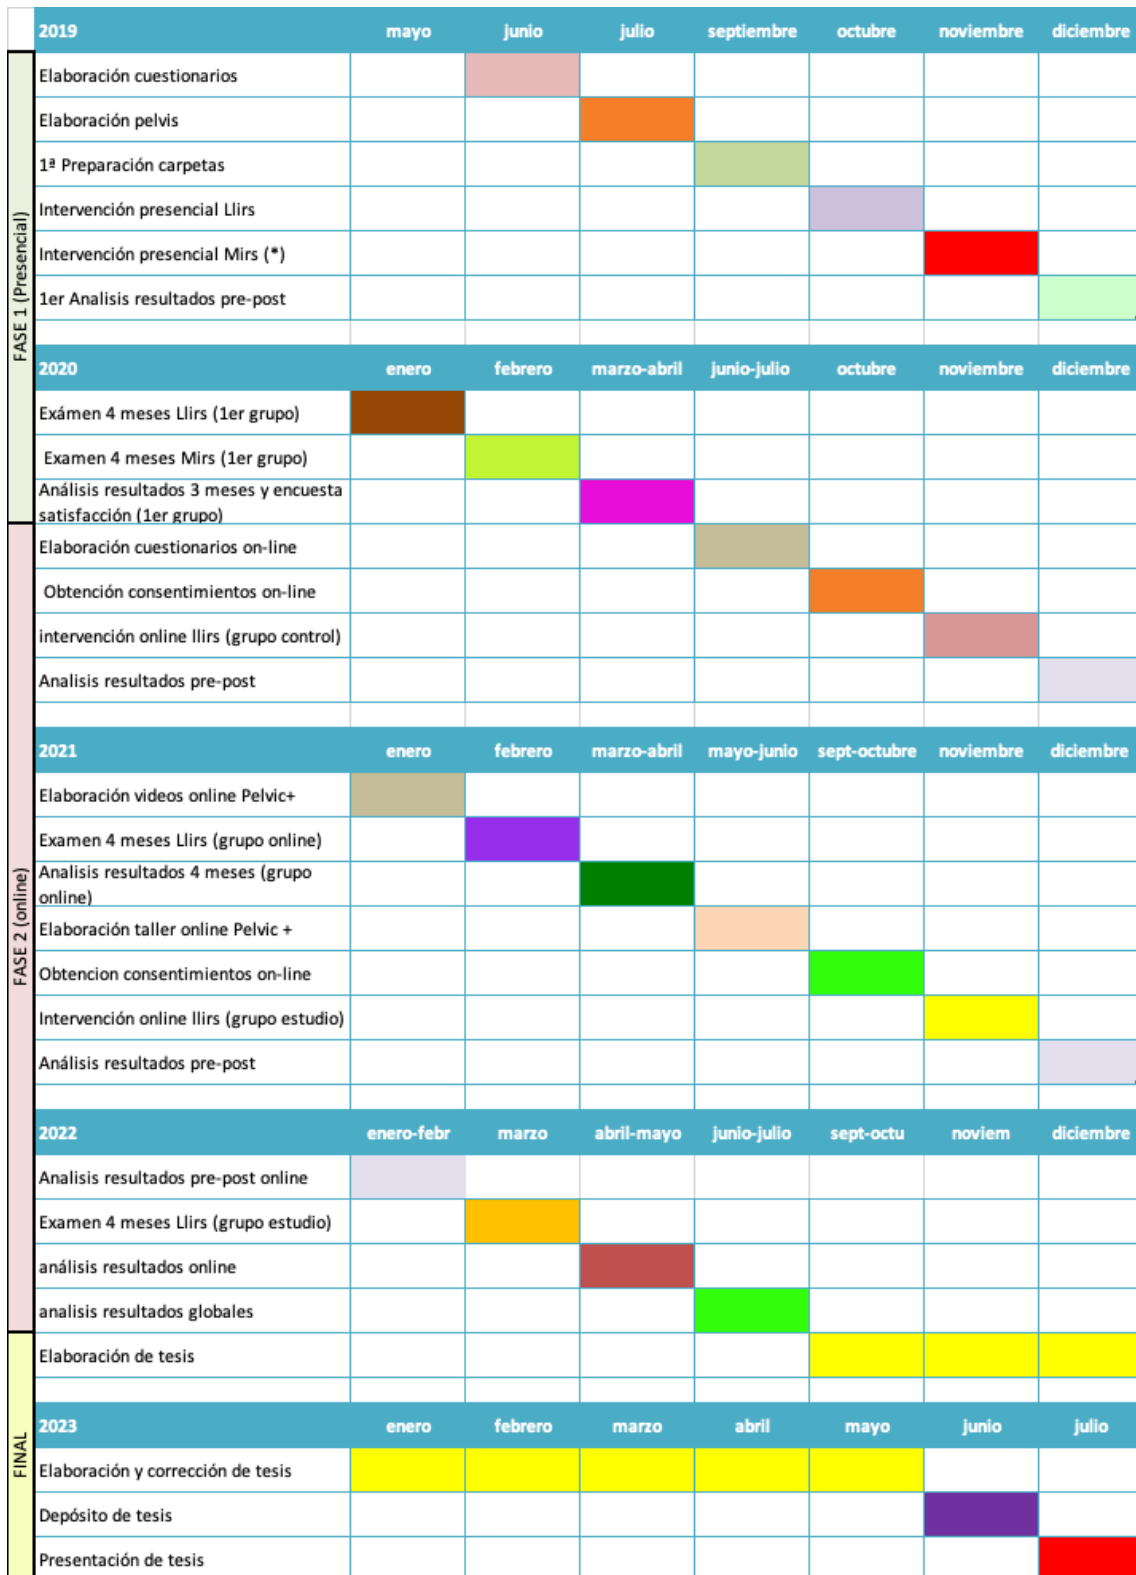 2019 mayo junio julio septiembre octubre noviembre diciembre
FASE 1 (Presencial)
Elaboración cuestionarios
Elaboración pelvis
1ª Preparación carpetas
Intervención presencial Llirs
Intervención presencial Mirs (*)
1er Analisis resultados pre-post
2020 enero febrero marzo-abril junio-julio octubre noviembre diciembre
Exámen 4 meses Llirs (1er grupo)
Examen 4 meses Mirs (1er grupo)
Análisis resultados 3 meses y encuesta
satisfacción (1er grupo)
FASE 2 (online)
Elaboración cuestionarios on-line
Obtención consentimientos on-line
intervención online llirs (grupo control)
Analisis resultados pre-post
2021 enero febrero marzo-abril mayo-junio sept-octubre noviembre diciembre
Elaboración videos online Pelvic+
Examen 4 meses Llirs (grupo online)
Analisis resultados 4 meses (grupo
online)
Elaboración taller online Pelvic +
Obtencion consentimientos on-line
Intervención online llirs (grupo estudio)
Análisis resultados pre-post
2022 enero-febr marzo abril-mayo junio-julio sept-octu noviem diciembre
Analisis resultados pre-post online
Examen 4 meses Llirs (grupo estudio)
análisis resultados online
analisis resultados globales
FINAL
Elaboración de tesis
2023 enero febrero marzo abril mayo junio julio
Elaboración y corrección de tesis
Depósito de tesis
Presentación de tesis